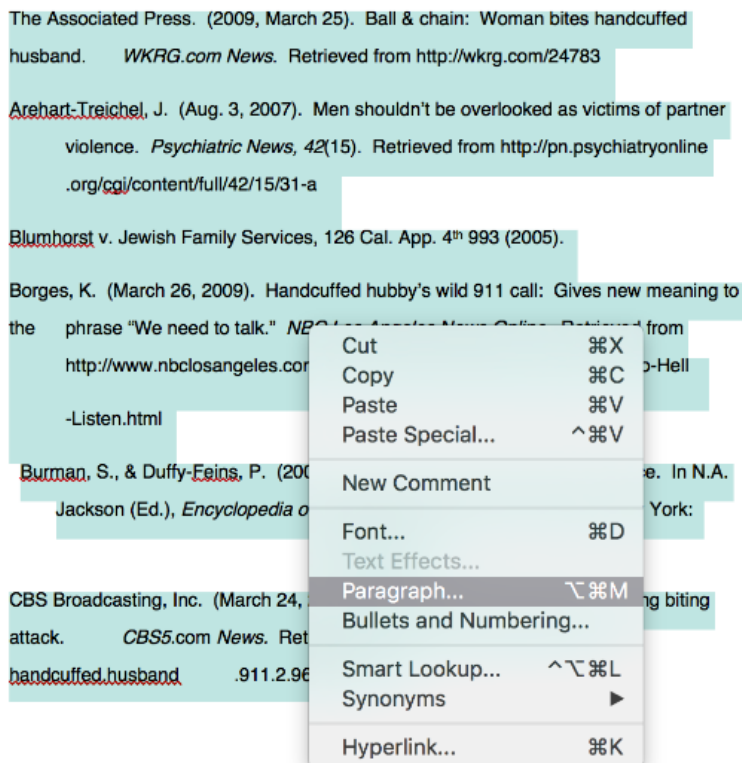 The Associated Press. (2009, March 25). Ball & chain: Woman bites handcuffed
husband. WKRG.com News. Retrieved from http://wkrg.com/24783
Arehart-Treichel, J. (Aug. 3, 2007). Men shouldn't be overlooked as victims of partner
violence. Psychiatric News, 42(15). Retrieved from http://pn.psychiatryonline
.org/cgi/content/full/42/15/31-a
Blumhorst v. Jewish Family Services, 126 Cal. App. 4th 993 (2005).
Borges, K. (March 26, 2009). Handcuffed hubby's wild 911 call: Gives new meaning to
the phrase "We need to talk." from
http://www.nbclosangeles.com -Hell
-Listen.html
Burman, S., & Duffy-Feins, P. (200 In N.A.
Jackson (Ed.), Encyclopedia o York:
CBS Broadcasting, Inc. (March 24, biting
attack. CBS5.com News. Ret
handcuffed.husband .911.2.96
Cut ⌘X
Copy ⌘C
Paste ⌘V
Paste Special... ^⌘V
New Comment
Font... ⌘D
Text Effects...
Paragraph... ⌥⌘M
Bullets and Numbering...
Smart Lookup... ^⌥⌘L
Synonyms ▶
Hyperlink... ⌘K